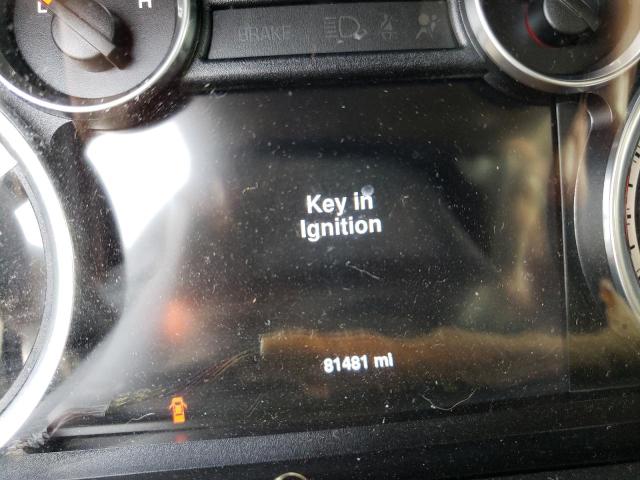 L H
BRAKE
Key in
Ignition
81481 mi